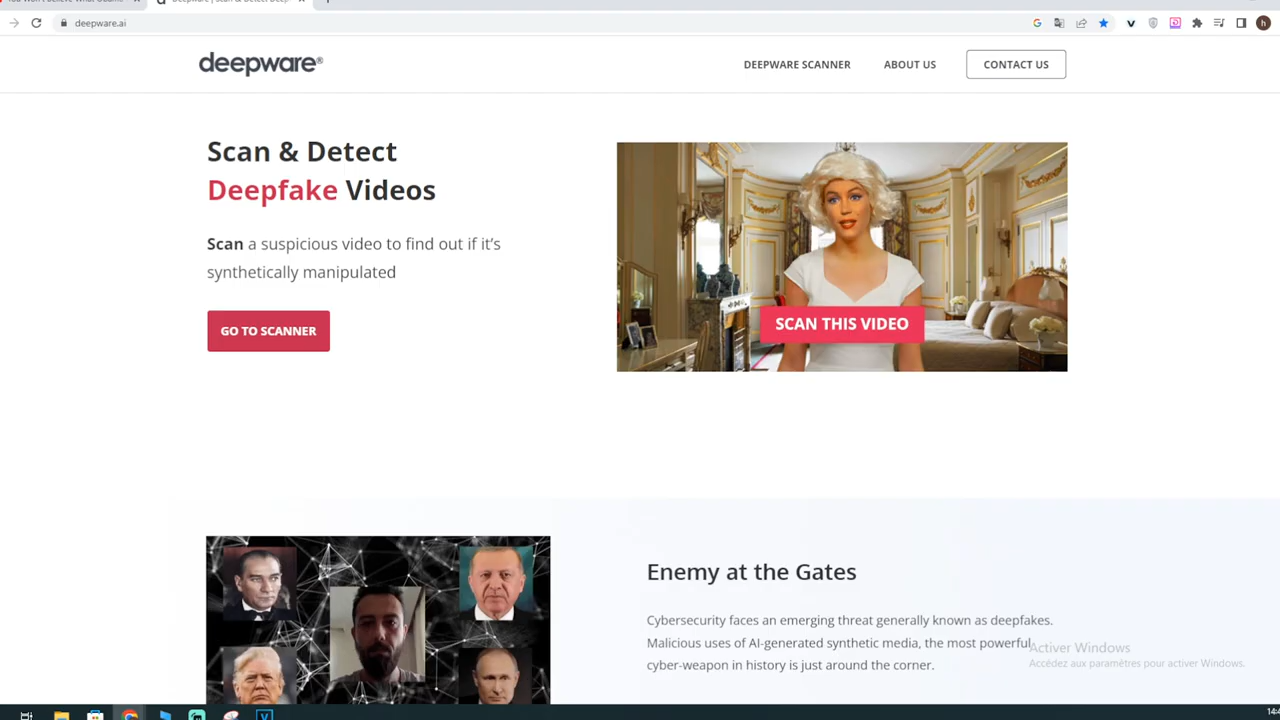 deepware.ai
h
deepware®
DEEPWARE SCANNER
ABOUT US
CONTACT US
Scan & Detect
Deepfake Videos
Scan a suspicious video to find out if it's
synthetically manipulated
GO TO SCANNER
SCAN THIS VIDEO
Enemy at the Gates
Cybersecurity faces an emerging threat generally known as deepfakes.
Malicious uses of AI-generated synthetic media, the most powerful
cyber-weapon in history is just around the corner.
Activer Windows
Accédez aux paramètres pour activer Windows.